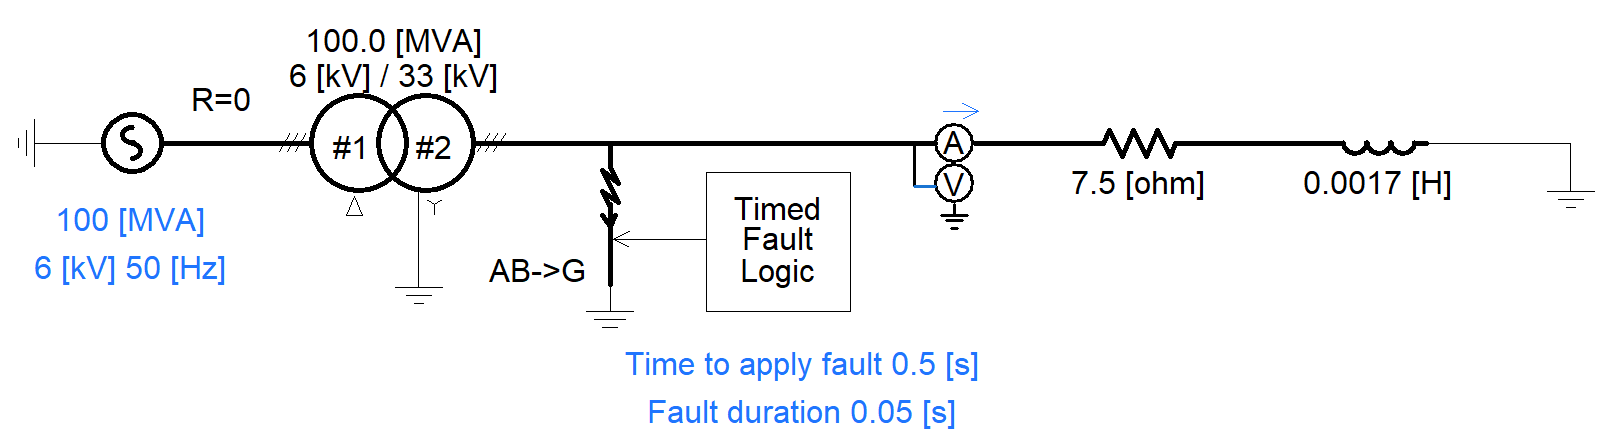 100.0 [MVA]
6 [kV] / 33 [kV]
R=0
#1
#2
A
V
7.5 [ohm]
0.0017 [H]
100 [MVA]
6 [kV] 50 [Hz]
AB->G
Timed
Fault
Logic
Time to apply fault 0.5 [s]
Fault duration 0.05 [s]